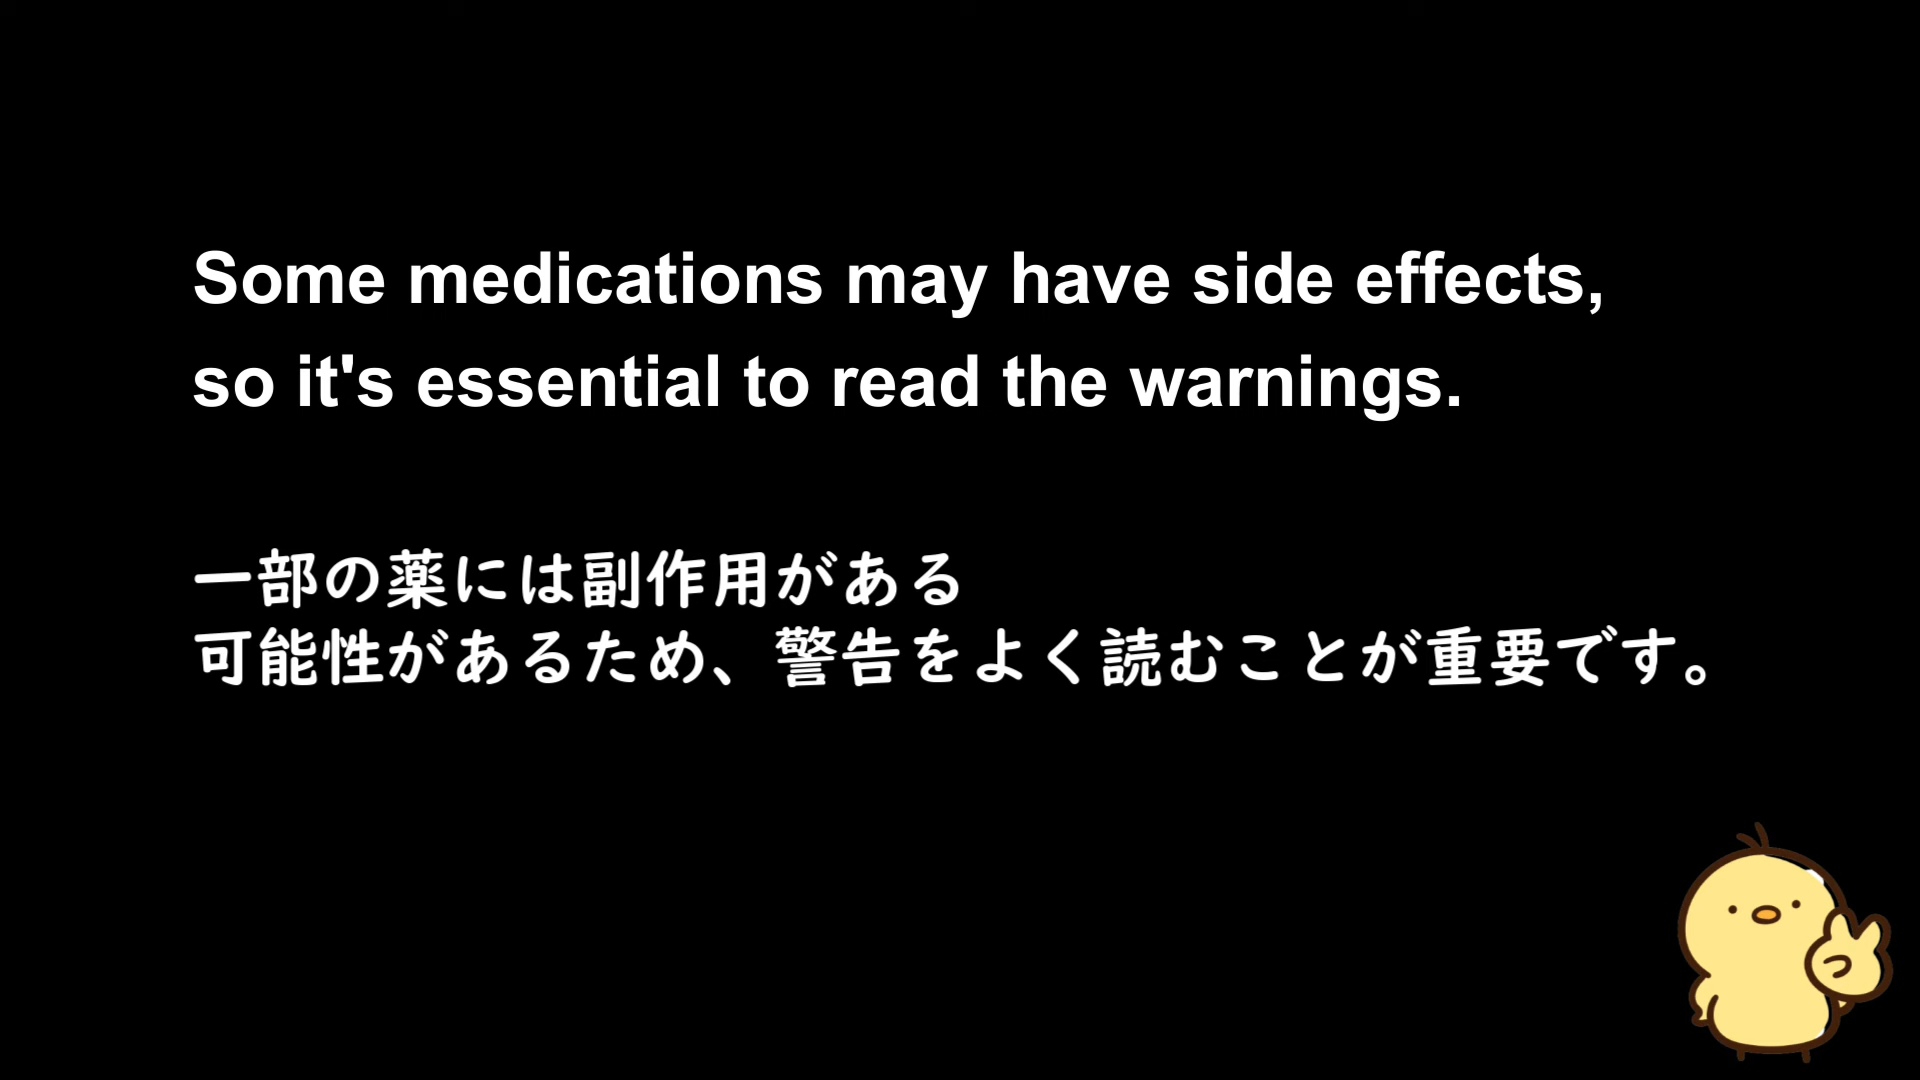 Some medications may have side effects,
so it's essential to read the warnings.
一部の薬には副作用がある
可能性があるため、警告をよく読むことが重要です。